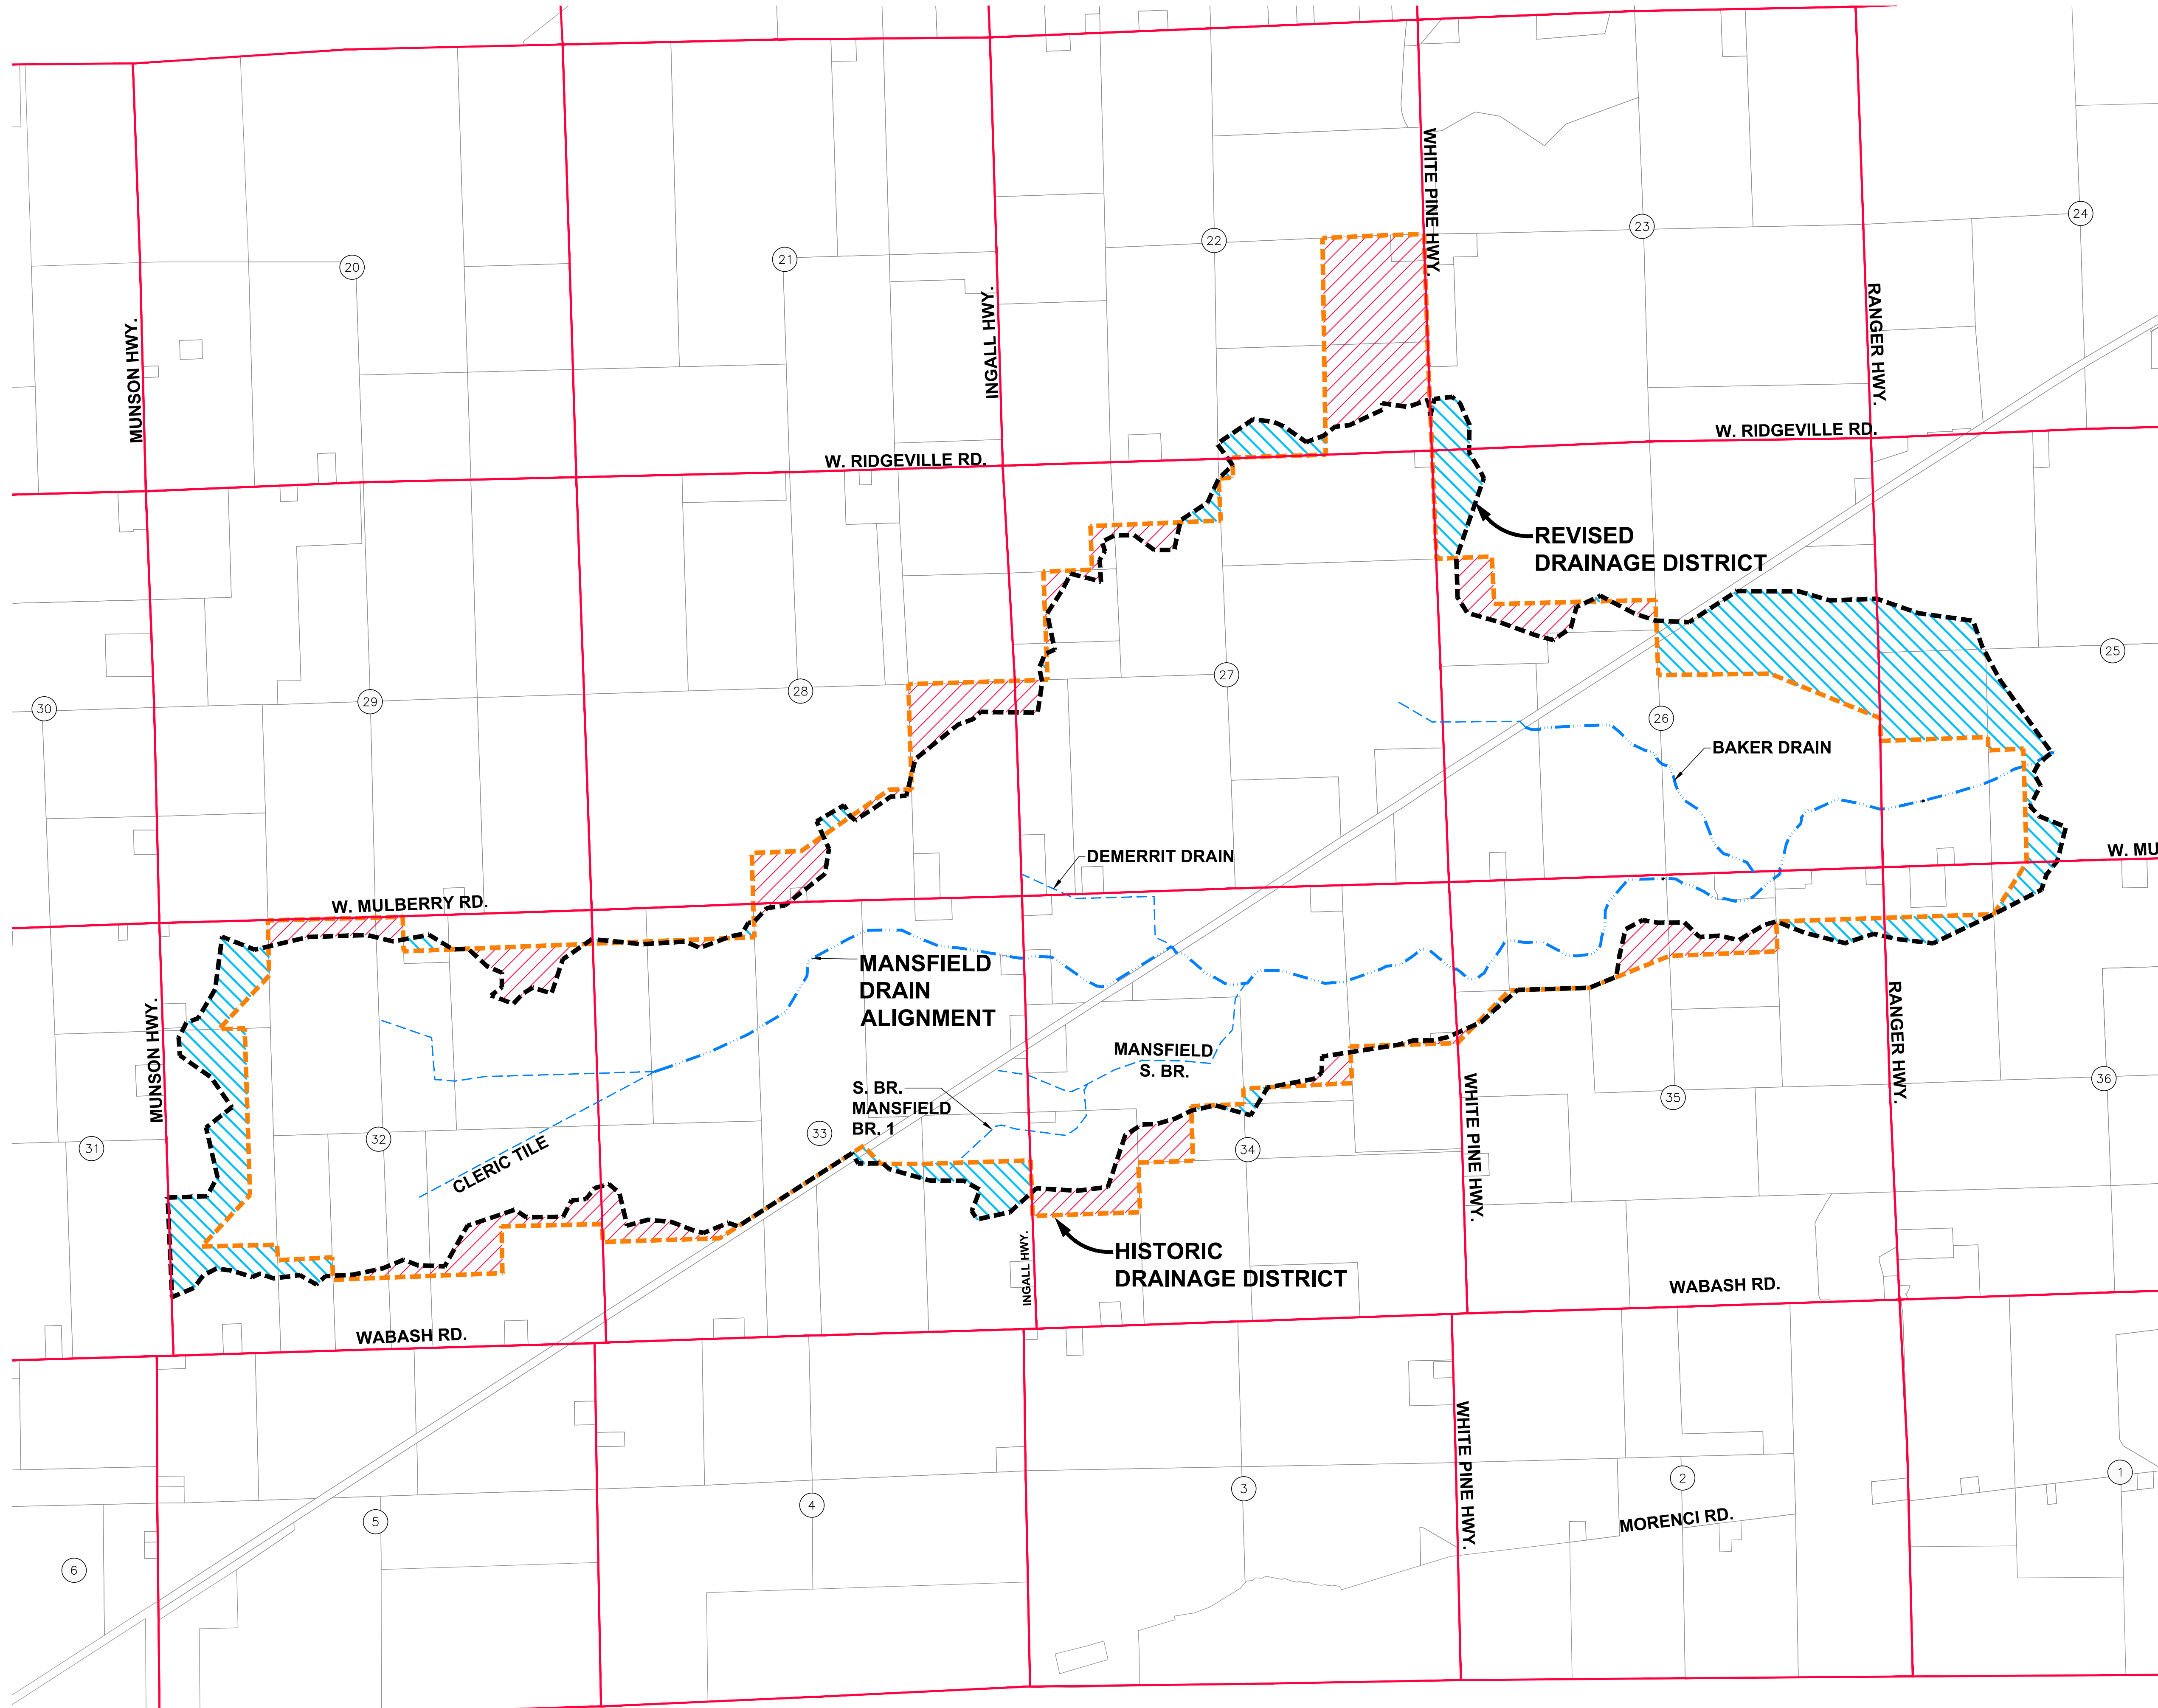 WHITE PINE HWY.
24
23
22
21
20
RANGER HWY.
INGALL HWY.
MUNSON HWY.
W. RIDGEVILLE RD.
W. RIDGEVILLE RD.
REVISED
DRAINAGE DISTRICT
25
27
28
29
30
26
BAKER DRAIN
DEMERRIT DRAIN
W. MU
W. MULBERRY RD.
MANSFIELD
DRAIN
ALIGNMENT
MUNSON HWY.
RANGER HWY.
MANSFIELD
S. BR.
S. BR.
MANSFIELD
BR. 1
36
35
WHITE PINE HWY.
33
32
31
34
CLERIC TILE
INGALL HWY.
HISTORIC
DRAINAGE DISTRICT
WABASH RD.
WABASH RD.
WHITE PINE HWY.
1
2
3
4
5
MORENCI RD.
6